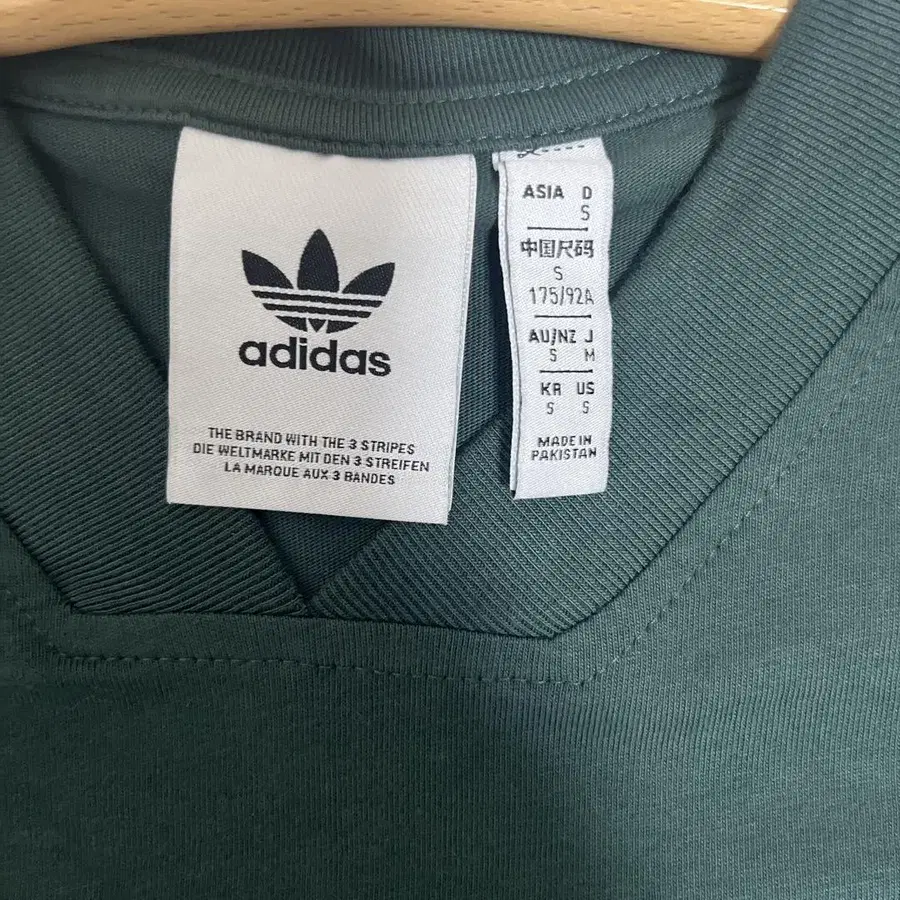 adidas
THE BRAND WITH THE 3 STRIPES
DIE WELTMARKE MIT DEN 3 STREIFEN
LA MARQUE AUX 3 BANDES
ASIA D
S
中国尺码
S
175/92A
AU/NZ J
S M
KR US
S S
MADE IN
PAKISTAN